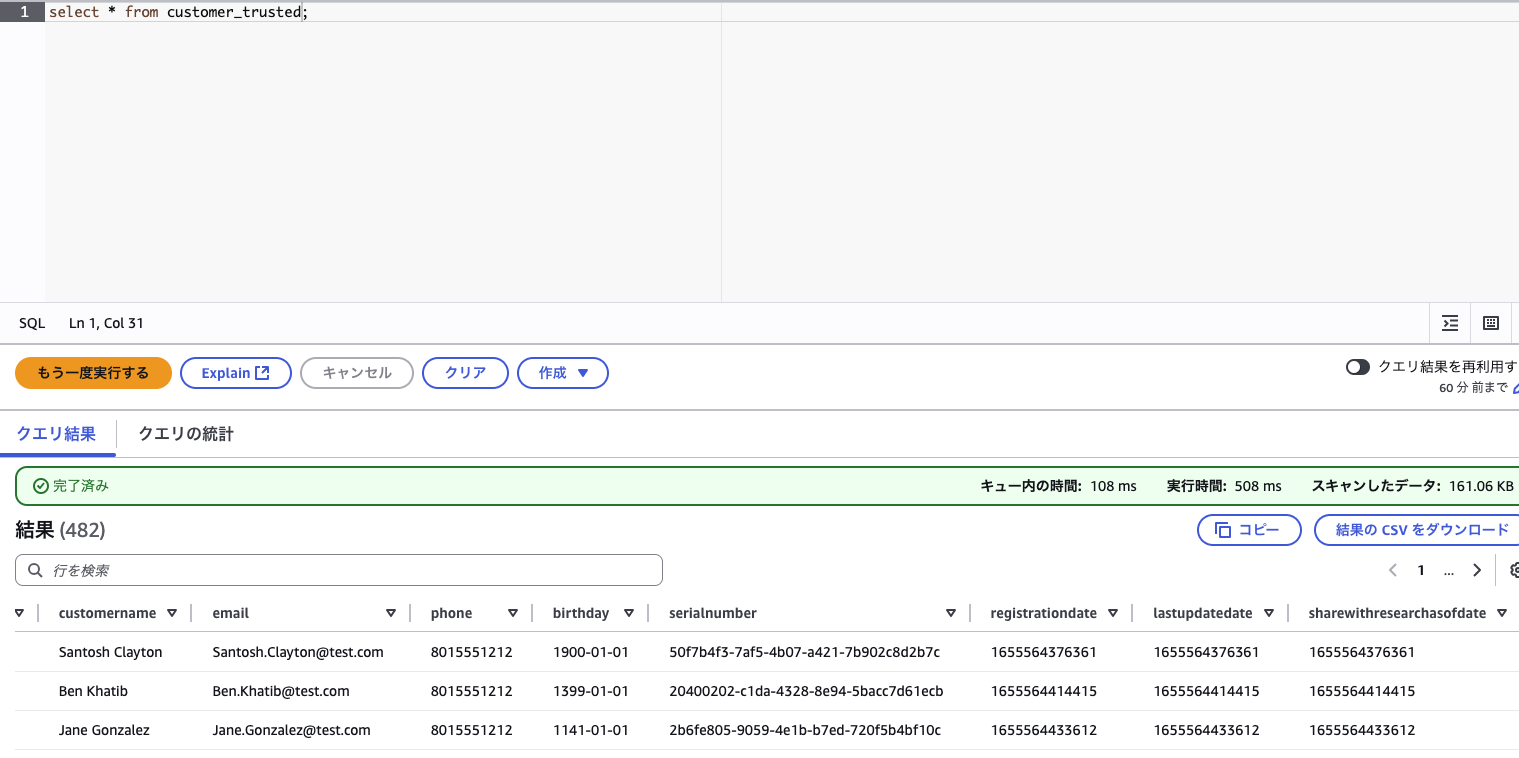 1 select * from customer_trusted;
SQL Ln 1, Col 31
もう一度実行する Explain キャンセル クリア 作成
クエリ結果を再利用す
60 分 前まで
クエリ結果 クエリの統計
完了済み キュー内の時間: 108 ms 実行時間: 508 ms スキャンしたデータ: 161.06 KB
結果 (482) コピー 結果の CSV をダウンロード
行を検索 1 ...
customername email phone birthday serialnumber registrationdate lastupdatedate sharewithresearchasofdate
Santosh Clayton Santosh.Clayton@test.com 8015551212 1900-01-01 50f7b4f3-7af5-4b07-a421-7b902c8d2b7c 1655564376361 1655564376361 1655564376361
Ben Khatib Ben.Khatib@test.com 8015551212 1399-01-01 20400202-c1da-4328-8e94-5bacc7d61ecb 1655564414415 1655564414415 1655564414415
Jane Gonzalez Jane.Gonzalez@test.com 8015551212 1141-01-01 2b6fe805-9059-4e1b-b7ed-720f5b4bf10c 1655564433612 1655564433612 1655564433612